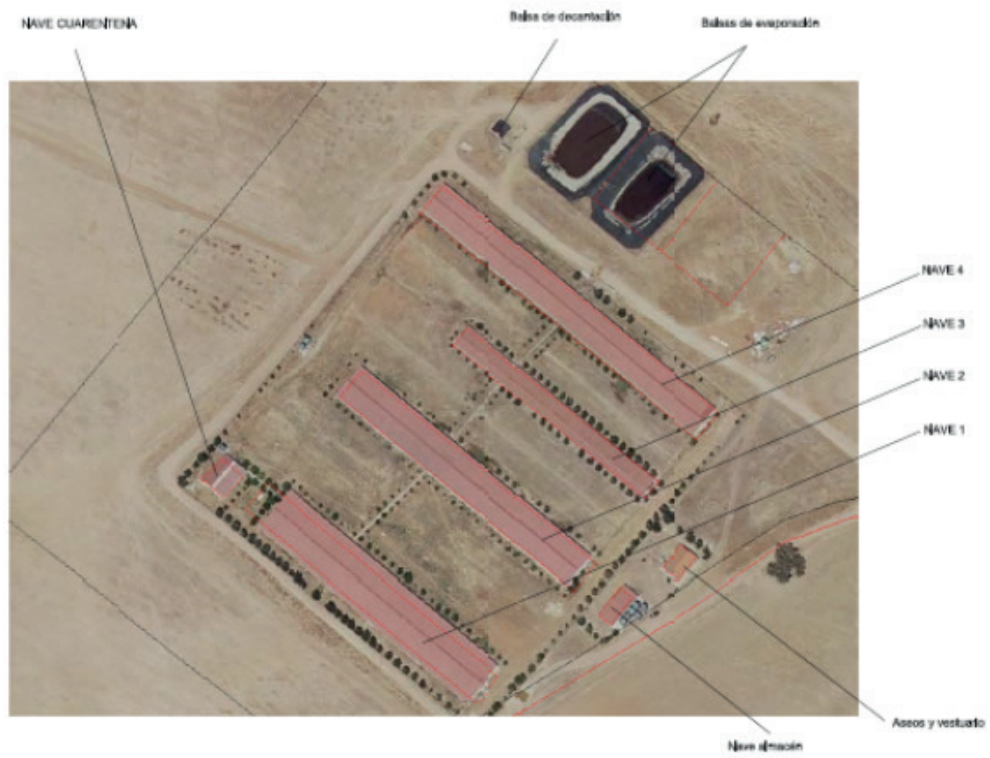 NAVE CUARENTENA
Balsa de decantación
Balsas de evaporación
NAVE 4
NAVE 3
NAVE 2
NAVE 1
Aseos y vestuario
Nave almacén